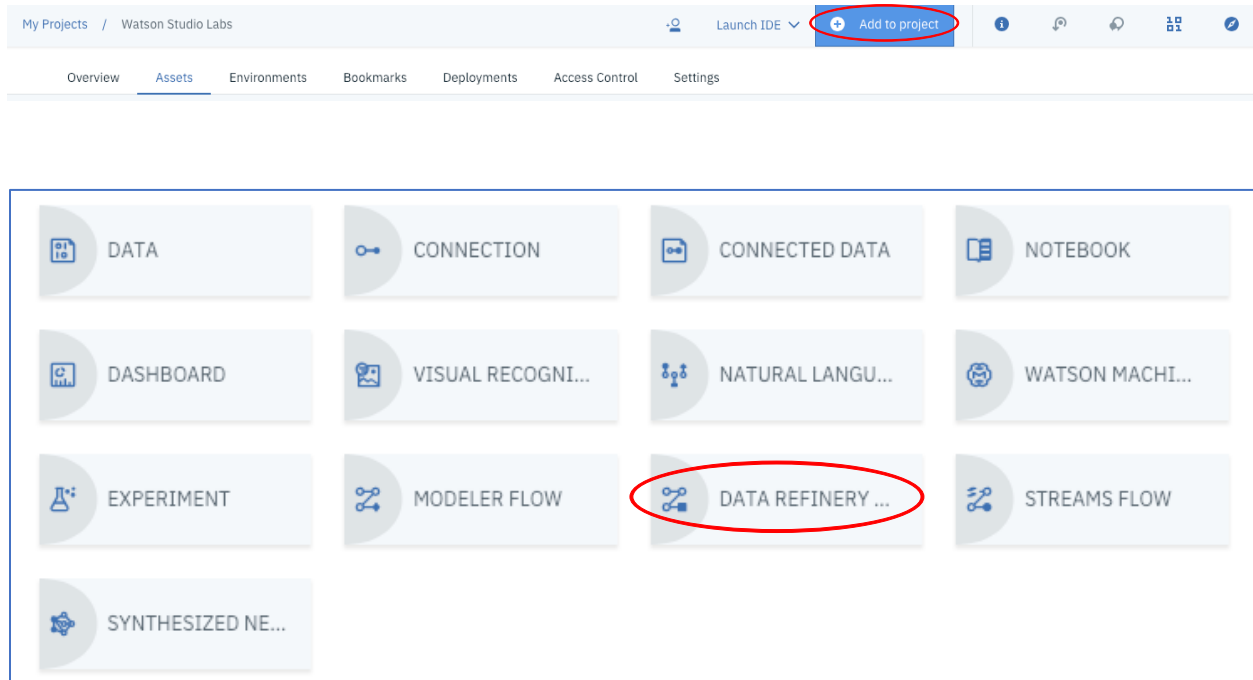 My Projects / Watson Studio Labs Launch IDE Add to project
Overview Assets Environments Bookmarks Deployments Access Control Settings
DATA CONNECTION CONNECTED DATA NOTEBOOK
DASHBOARD VISUAL RECOGNI... NATURAL LANGU... WATSON MACHI...
EXPERIMENT MODELER FLOW DATA REFINERY ... STREAMS FLOW
SYNTHESIZED NE...